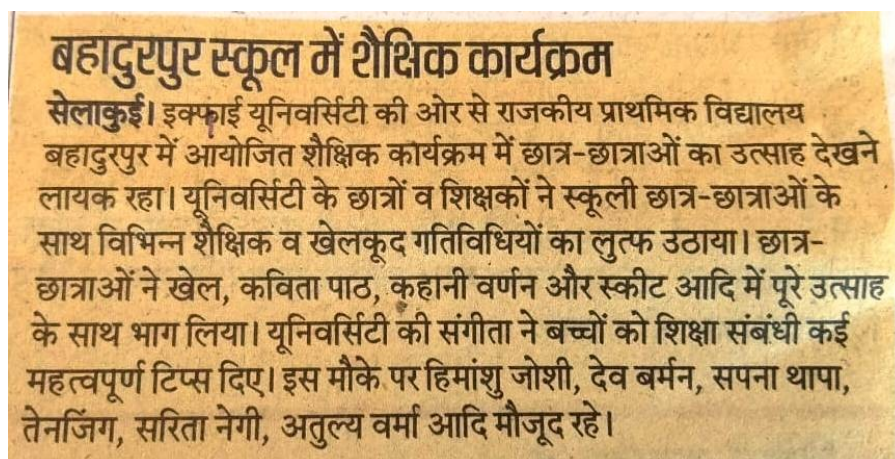 बहादुरपुर स्कूल में शैक्षिक कार्यक्रम
सेलाकुई। इक्फाई यूनिवर्सिटी की ओर से राजकीय प्राथमिक विद्यालय
बहादुरपुर में आयोजित शैक्षिक कार्यक्रम में छात्र-छात्राओं का उत्साह देखने
लायक रहा। यूनिवर्सिटी के छात्रों व शिक्षकों ने स्कूली छात्र-छात्राओं के
साथ विभिन्न शैक्षिक व खेलकूद गतिविधियों का लुत्फ उठाया। छात्र-
छात्राओं ने खेल, कविता पाठ, कहानी वर्णन और स्कीट आदि में पूरे उत्साह
के साथ भाग लिया। यूनिवर्सिटी की संगीता ने बच्चों को शिक्षा संबंधी कई
महत्वपूर्ण टिप्स दिए। इस मौके पर हिमांशु जोशी, देव बर्मन, सपना थापा,
तेनजिंग, सरिता नेगी, अतुल्य वर्मा आदि मौजूद रहे।